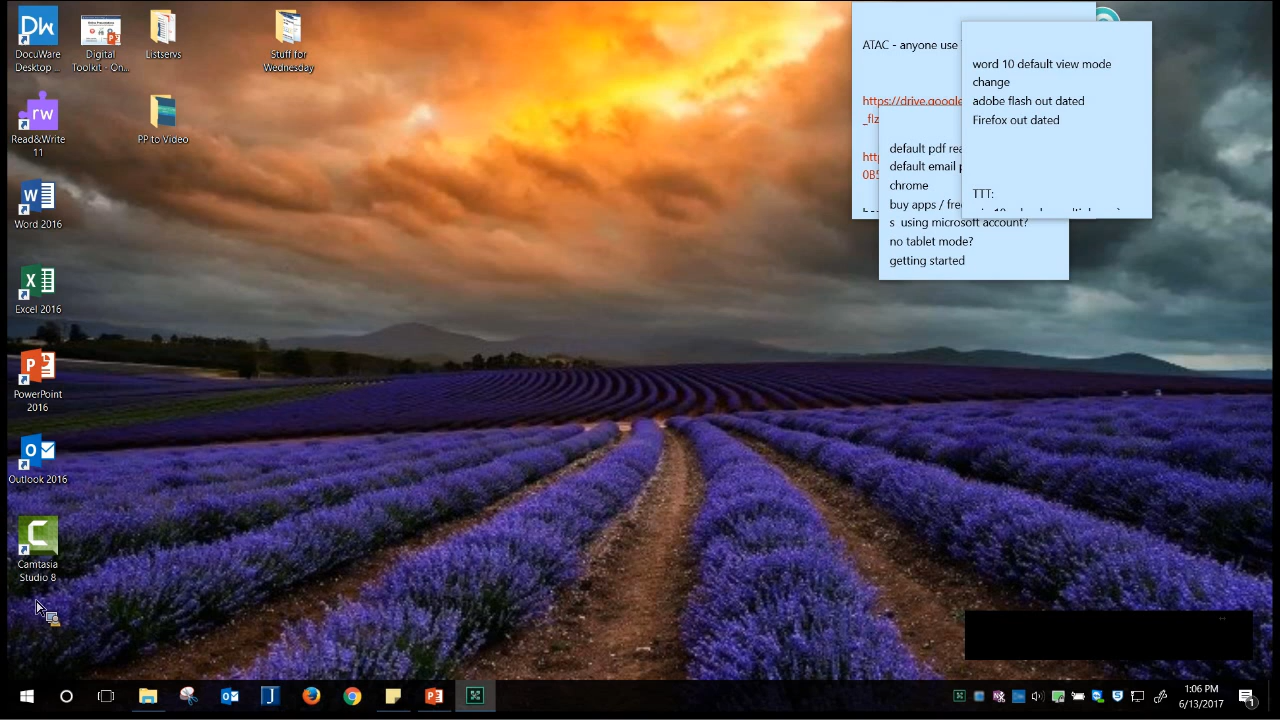 DocuWare
Desktop ...
Digital
Toolkit - On...
Listservs
Stuff for
Wednesday
Read&Write
11
PP to Video
Word 2016
Excel 2016
PowerPoint
2016
Outlook 2016
Camtasia
Studio 8
ATAC - anyone use
https://drive.google
default pdf rea
default email p
chrome
buy apps / free
s using microsoft account?
no tablet mode?
getting started
word 10 default view mode
change
adobe flash out dated
Firefox out dated
TTT:
1:06 PM
6/13/2017
1